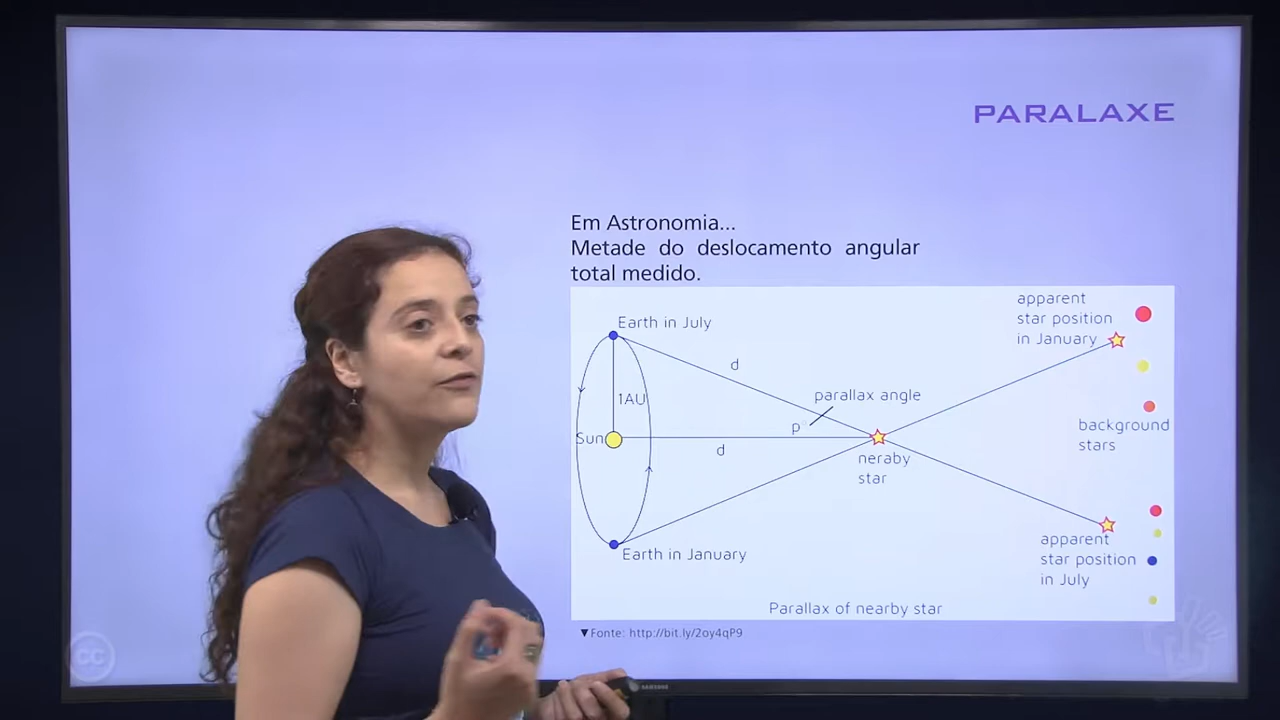 PARALAXE
Em Astronomia...
Metade do deslocamento angular
total medido.
apparent
star position
in January
Earth in July
d
1AU
parallax angle
p
Sun
d
neraby
star
background
stars
Earth in January
apparent
star position
in July
Parallax of nearby star
▼Fonte: http://bit.ly/2oy4qP9
cc
SAMSUNG